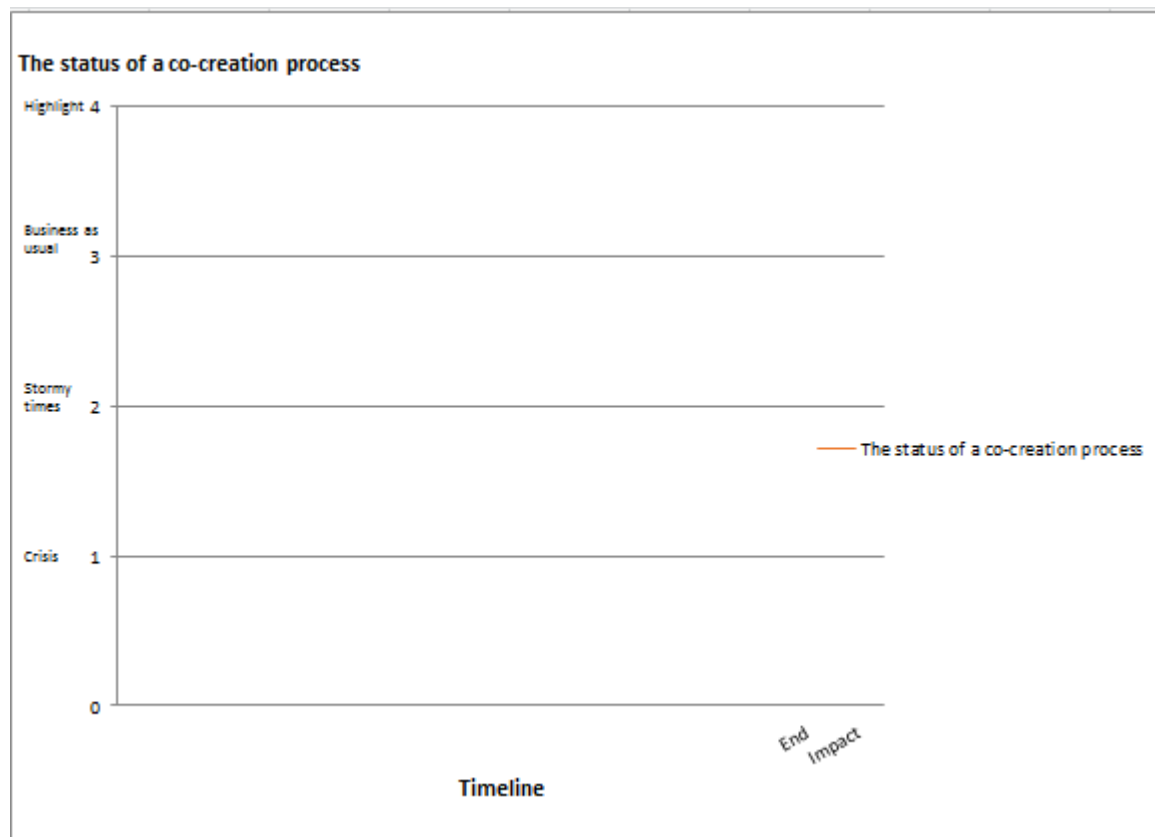 The status of a co-creation process
Highlight 4
Business as
usual
3
Stormy
times
2
The status of a co-creation process
Crisis 1
0
End
Impact
Timeline